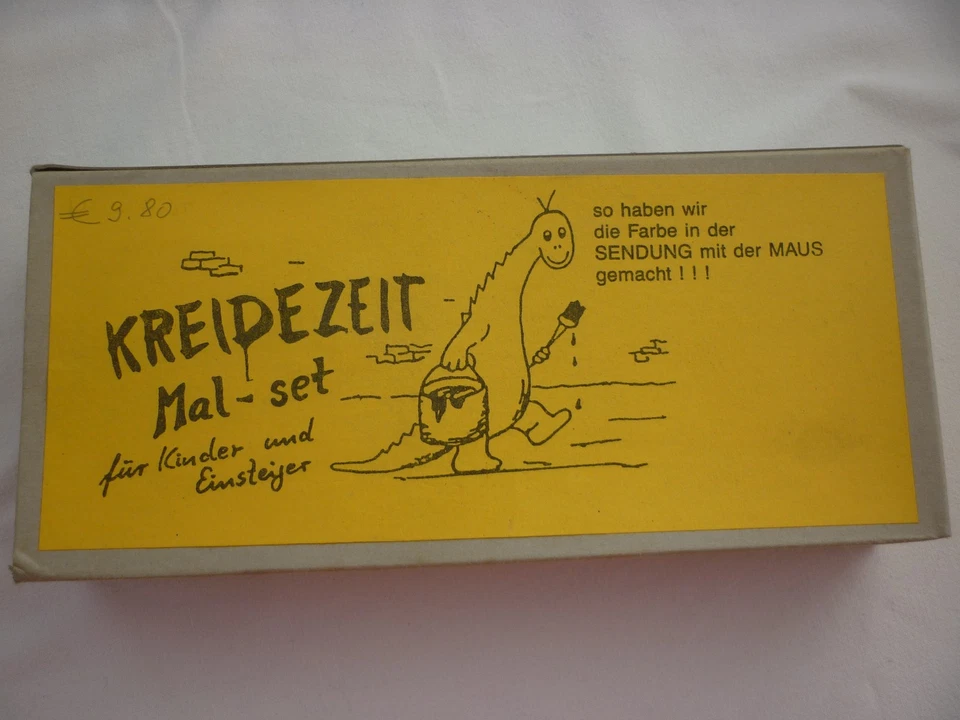 € 9.80
so haben wir
die Farbe in der
SENDUNG mit der MAUS
gemacht ! ! !
KREIDEZEIT
Mal-set
für Kinder und
Einsteiger